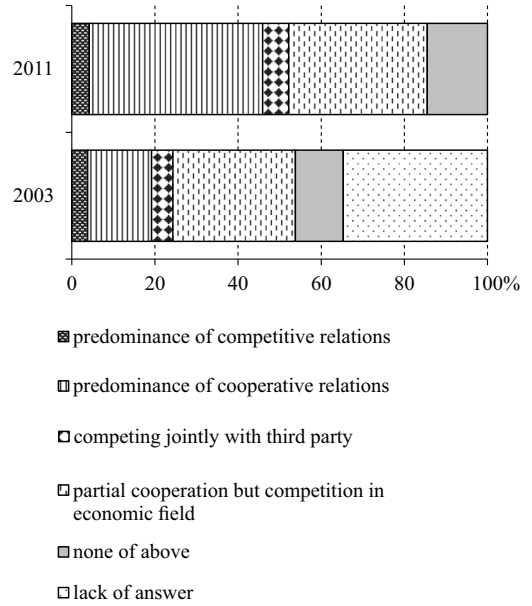 2011
2003
0 20 40 60 80 100%
predominance of competitive relations
predominance of cooperative relations
competing jointly with third party
partial cooperation but competition in
economic field
none of above
lack of answer